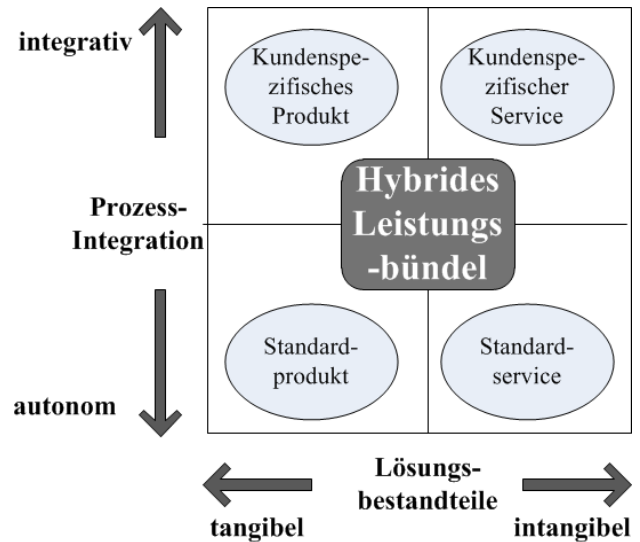 integrativ
Kundenspe-
zifisches
Produkt
Kundenspe-
zifischer
Service
Prozess-
Integration
Hybrides
Leistungs
-bündel
autonom
Standard-
produkt
Standard-
service
Lösungs-
bestandteile
tangibel
intangibel